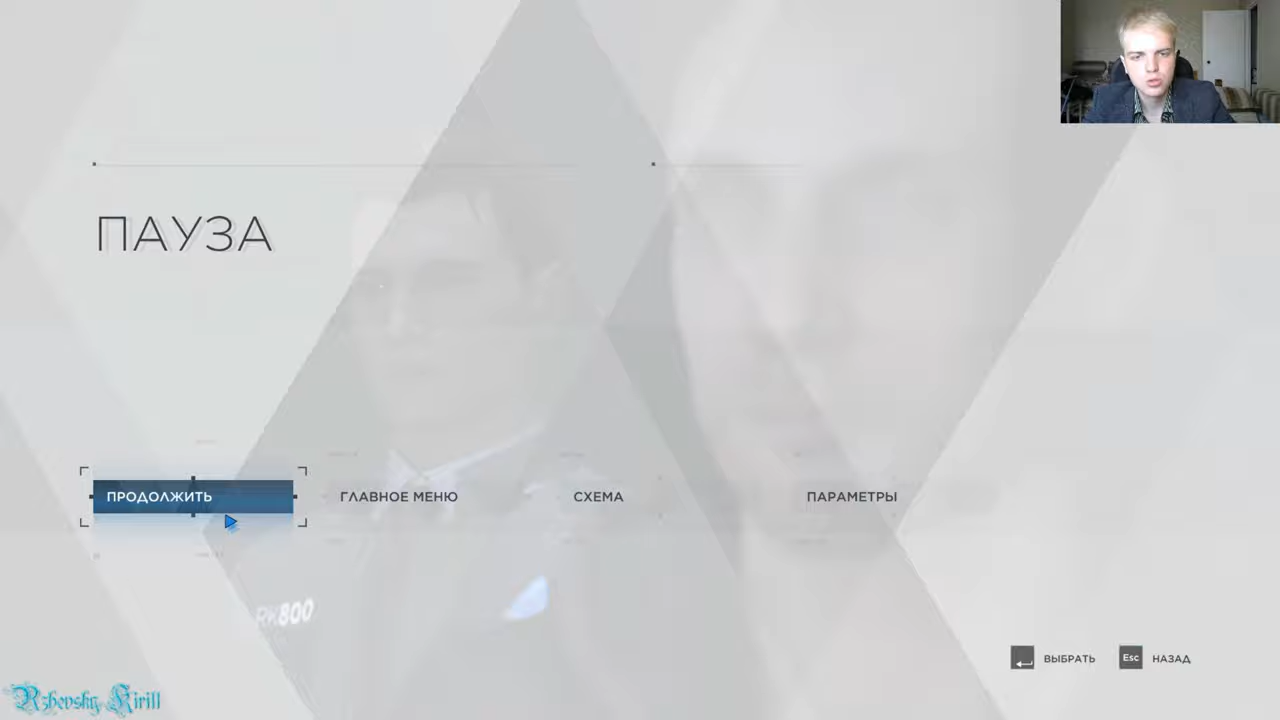 ПАУЗА
ПРОДОЛЖИТЬ
ГЛАВНОЕ МЕНЮ
СХЕМА
ПАРАМЕТРЫ
RK800
ВЫБРАТЬ
Esc НАЗАД
Rzhevsky Kirill